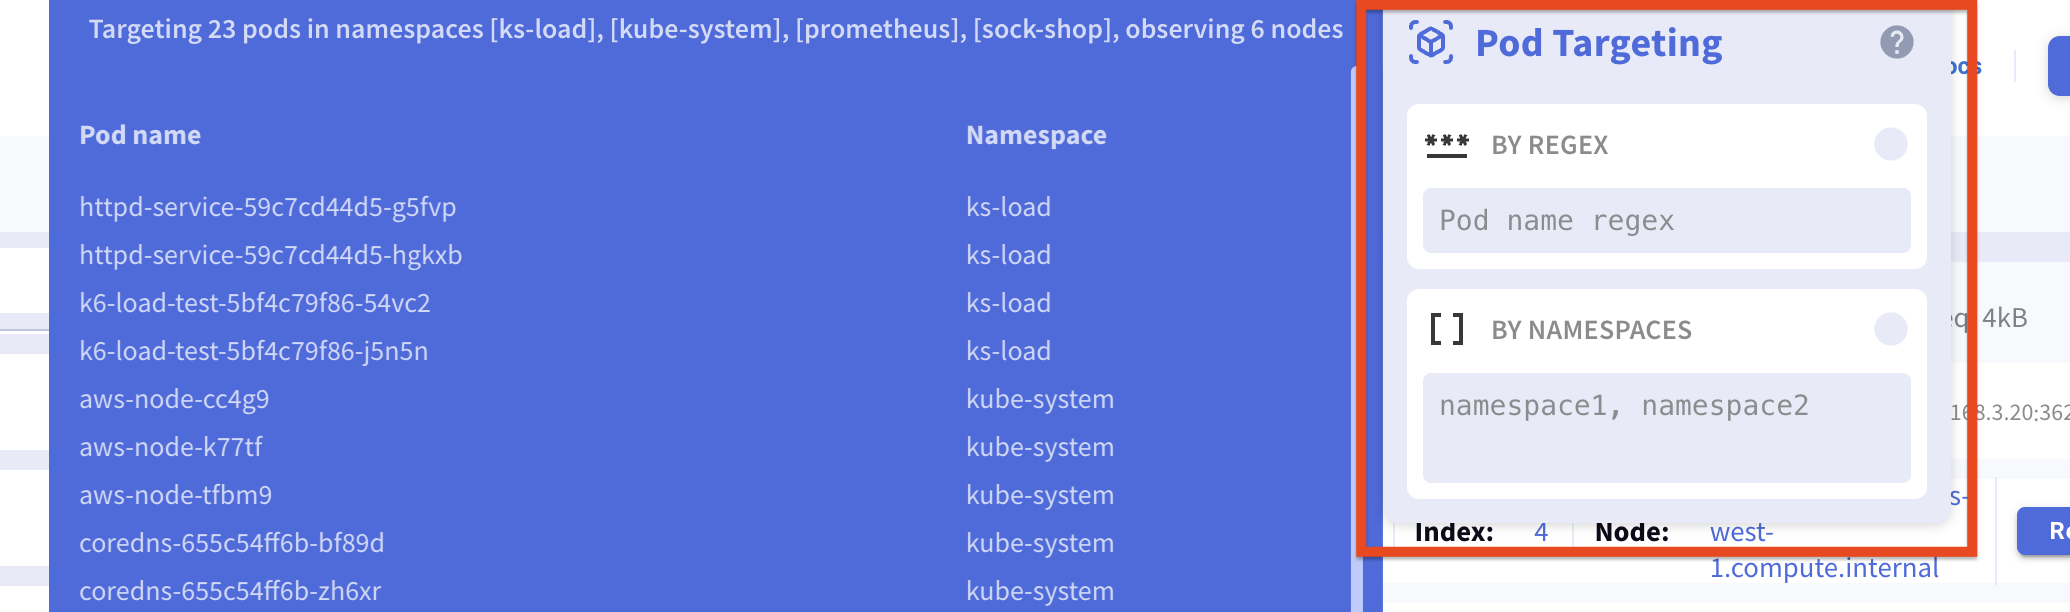 Targeting 23 pods in namespaces [ks-load], [kube-system], [prometheus], [sock-shop], observing 6 nodes
Pod name Namespace
httpd-service-59c7cd44d5-g5fvp ks-load
httpd-service-59c7cd44d5-hgkxb ks-load
k6-load-test-5bf4c79f86-54vc2 ks-load
k6-load-test-5bf4c79f86-j5n5n ks-load
aws-node-cc4g9 kube-system
aws-node-k77tf kube-system
aws-node-tfbm9 kube-system
coredns-655c54ff6b-bf89d kube-system
coredns-655c54ff6b-zh6xr kube-system
Pod Targeting ?
*** BY REGEX
Pod name regex
[ ] BY NAMESPACES
namespace1, namespace2
4kB
168.3.20:362
s-
Index: 4 Node: west-
1.compute.internal